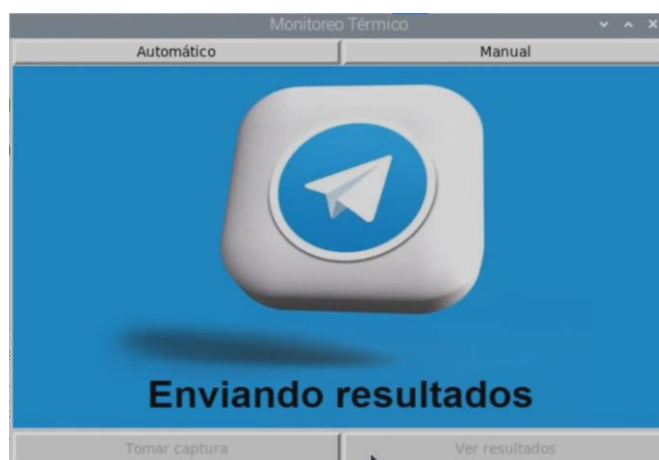 Monitoreo Térmico
Automático Manual
Enviando resultados
Tomar captura Ver resultados